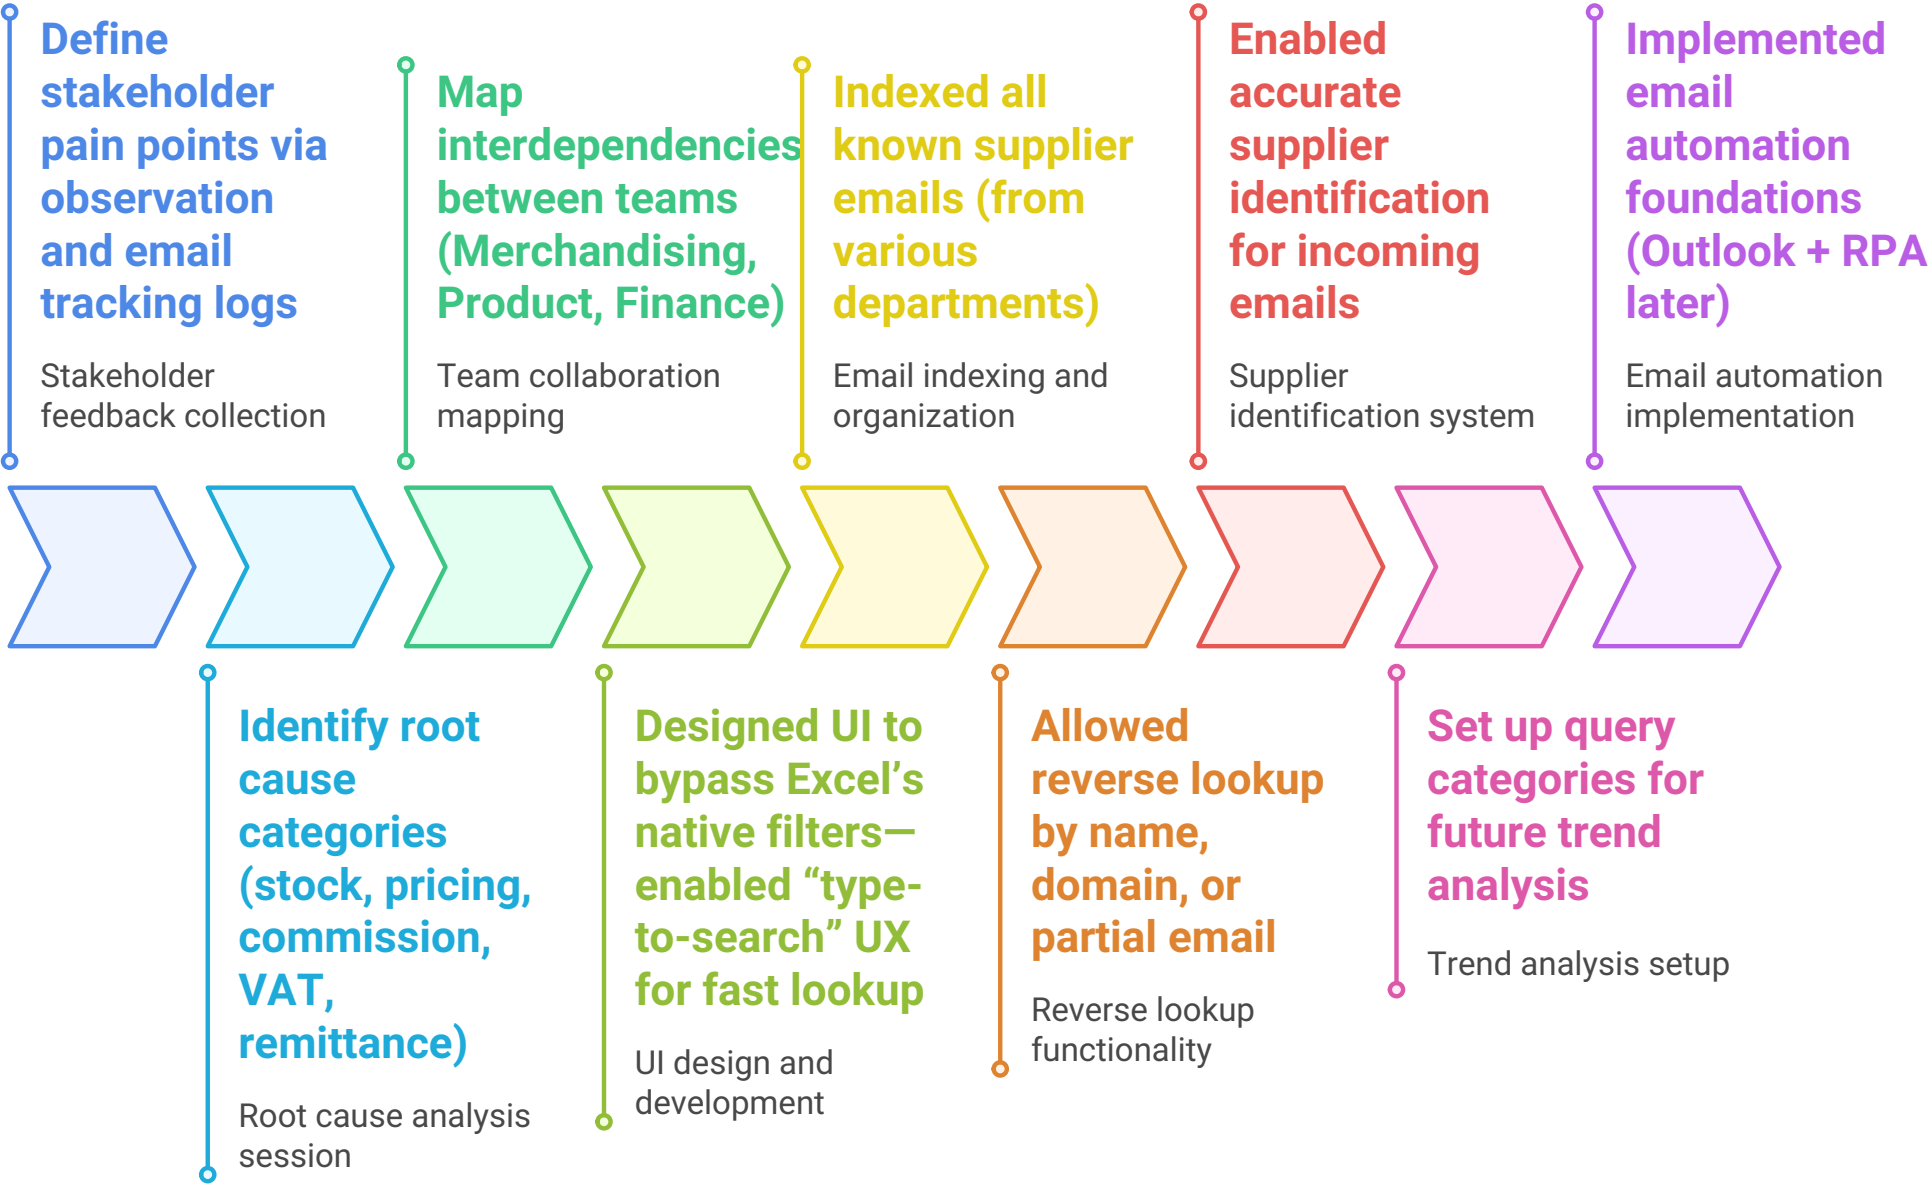 Define
stakeholder
pain points via
observation
and email
tracking logs
Stakeholder
feedback collection
Map
interdependencies
between teams
(Merchandising,
Product, Finance)
Team collaboration
mapping
Indexed all
known supplier
emails (from
various
departments)
Email indexing and
organization
Enabled
accurate
supplier
identification
for incoming
emails
Supplier
identification system
Implemented
email
automation
foundations
(Outlook + RPA
later)
Email automation
implementation
Identify root
cause
categories
(stock, pricing,
commission,
VAT,
remittance)
Root cause analysis
session
Designed UI to
bypass Excel’s
native filters—
enabled “type-
to-search” UX
for fast lookup
UI design and
development
Allowed
reverse lookup
by name,
domain, or
partial email
Reverse lookup
functionality
Set up query
categories for
future trend
analysis
Trend analysis setup